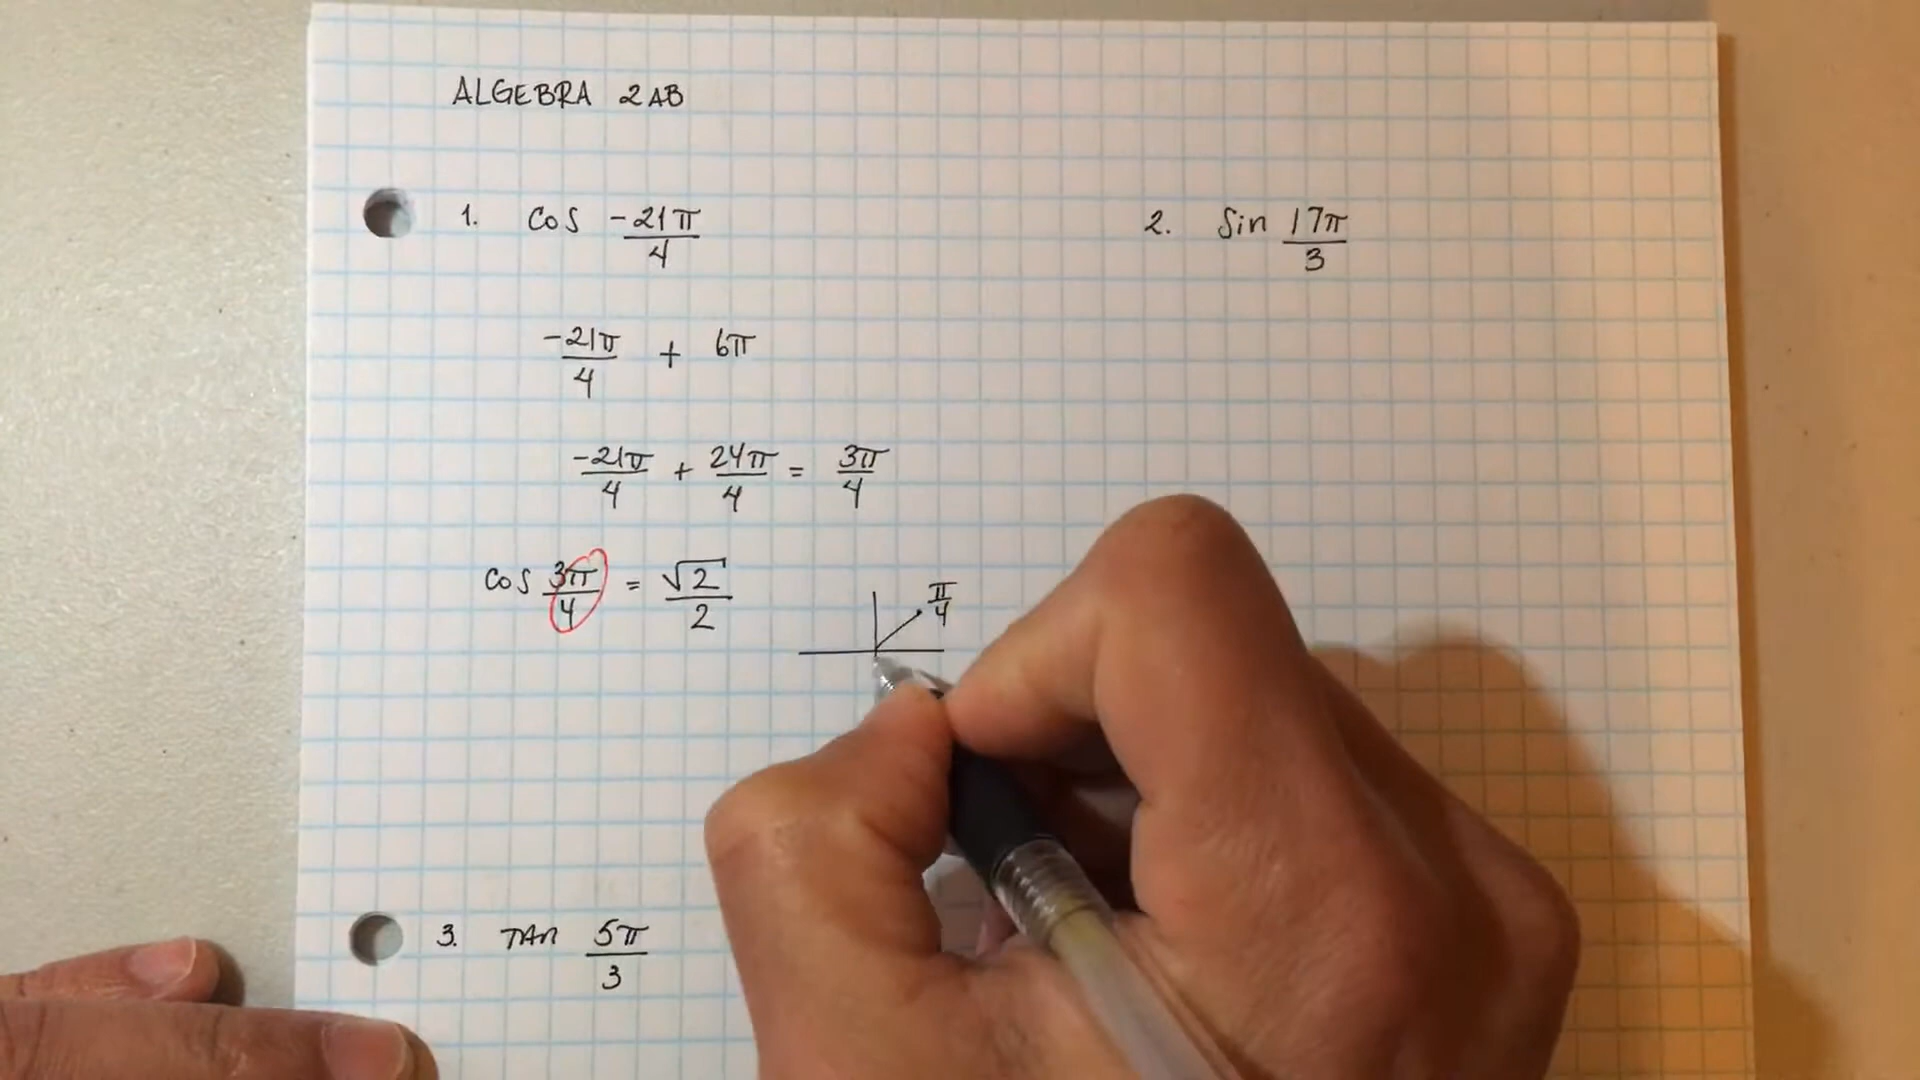 ALGEBRA 2AB
1. COS -21π/4
2. Sin 17π/3
-21π/4 + 6π
-21π/4 + 24π/4 = 3π/4
COS 3π/4 = √2/2
π/4
3. TAn 5π/3